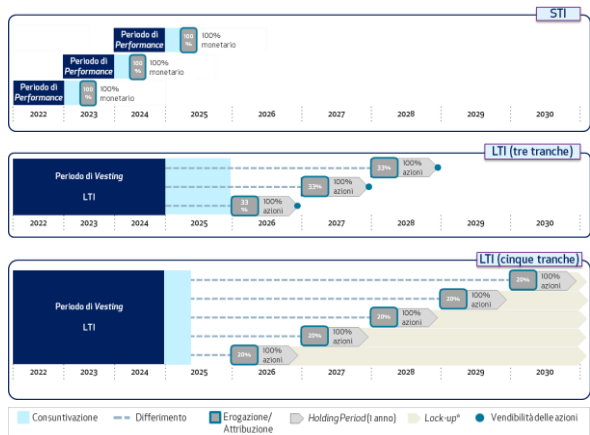 STI
Periodo di
Performance
100
%
100%
monetario
Periodo di
Performance
100
%
100%
monetario
Periodo di
Performance
100
%
100%
monetario
2022 2023 2024 2025 2026 2027 2028 2029 2030
LTI (tre tranche)
Periodo di Vesting
LTI
33%
100%
azioni
33%
100%
azioni
33
%
100%
azioni
2022 2023 2024 2025 2026 2027 2028 2029 2030
LTI (cinque tranche)
Periodo di Vesting
LTI
20%
100%
azioni
20%
100%
azioni
20%
100%
azioni
20%
100%
azioni
20%
100%
azioni
2022 2023 2024 2025 2026 2027 2028 2029 2030
Consuntivazione
Differimento
Erogazione/
Attribuzione
Holding Period (1 anno)
Lock-up*
Vendibilità delle azioni